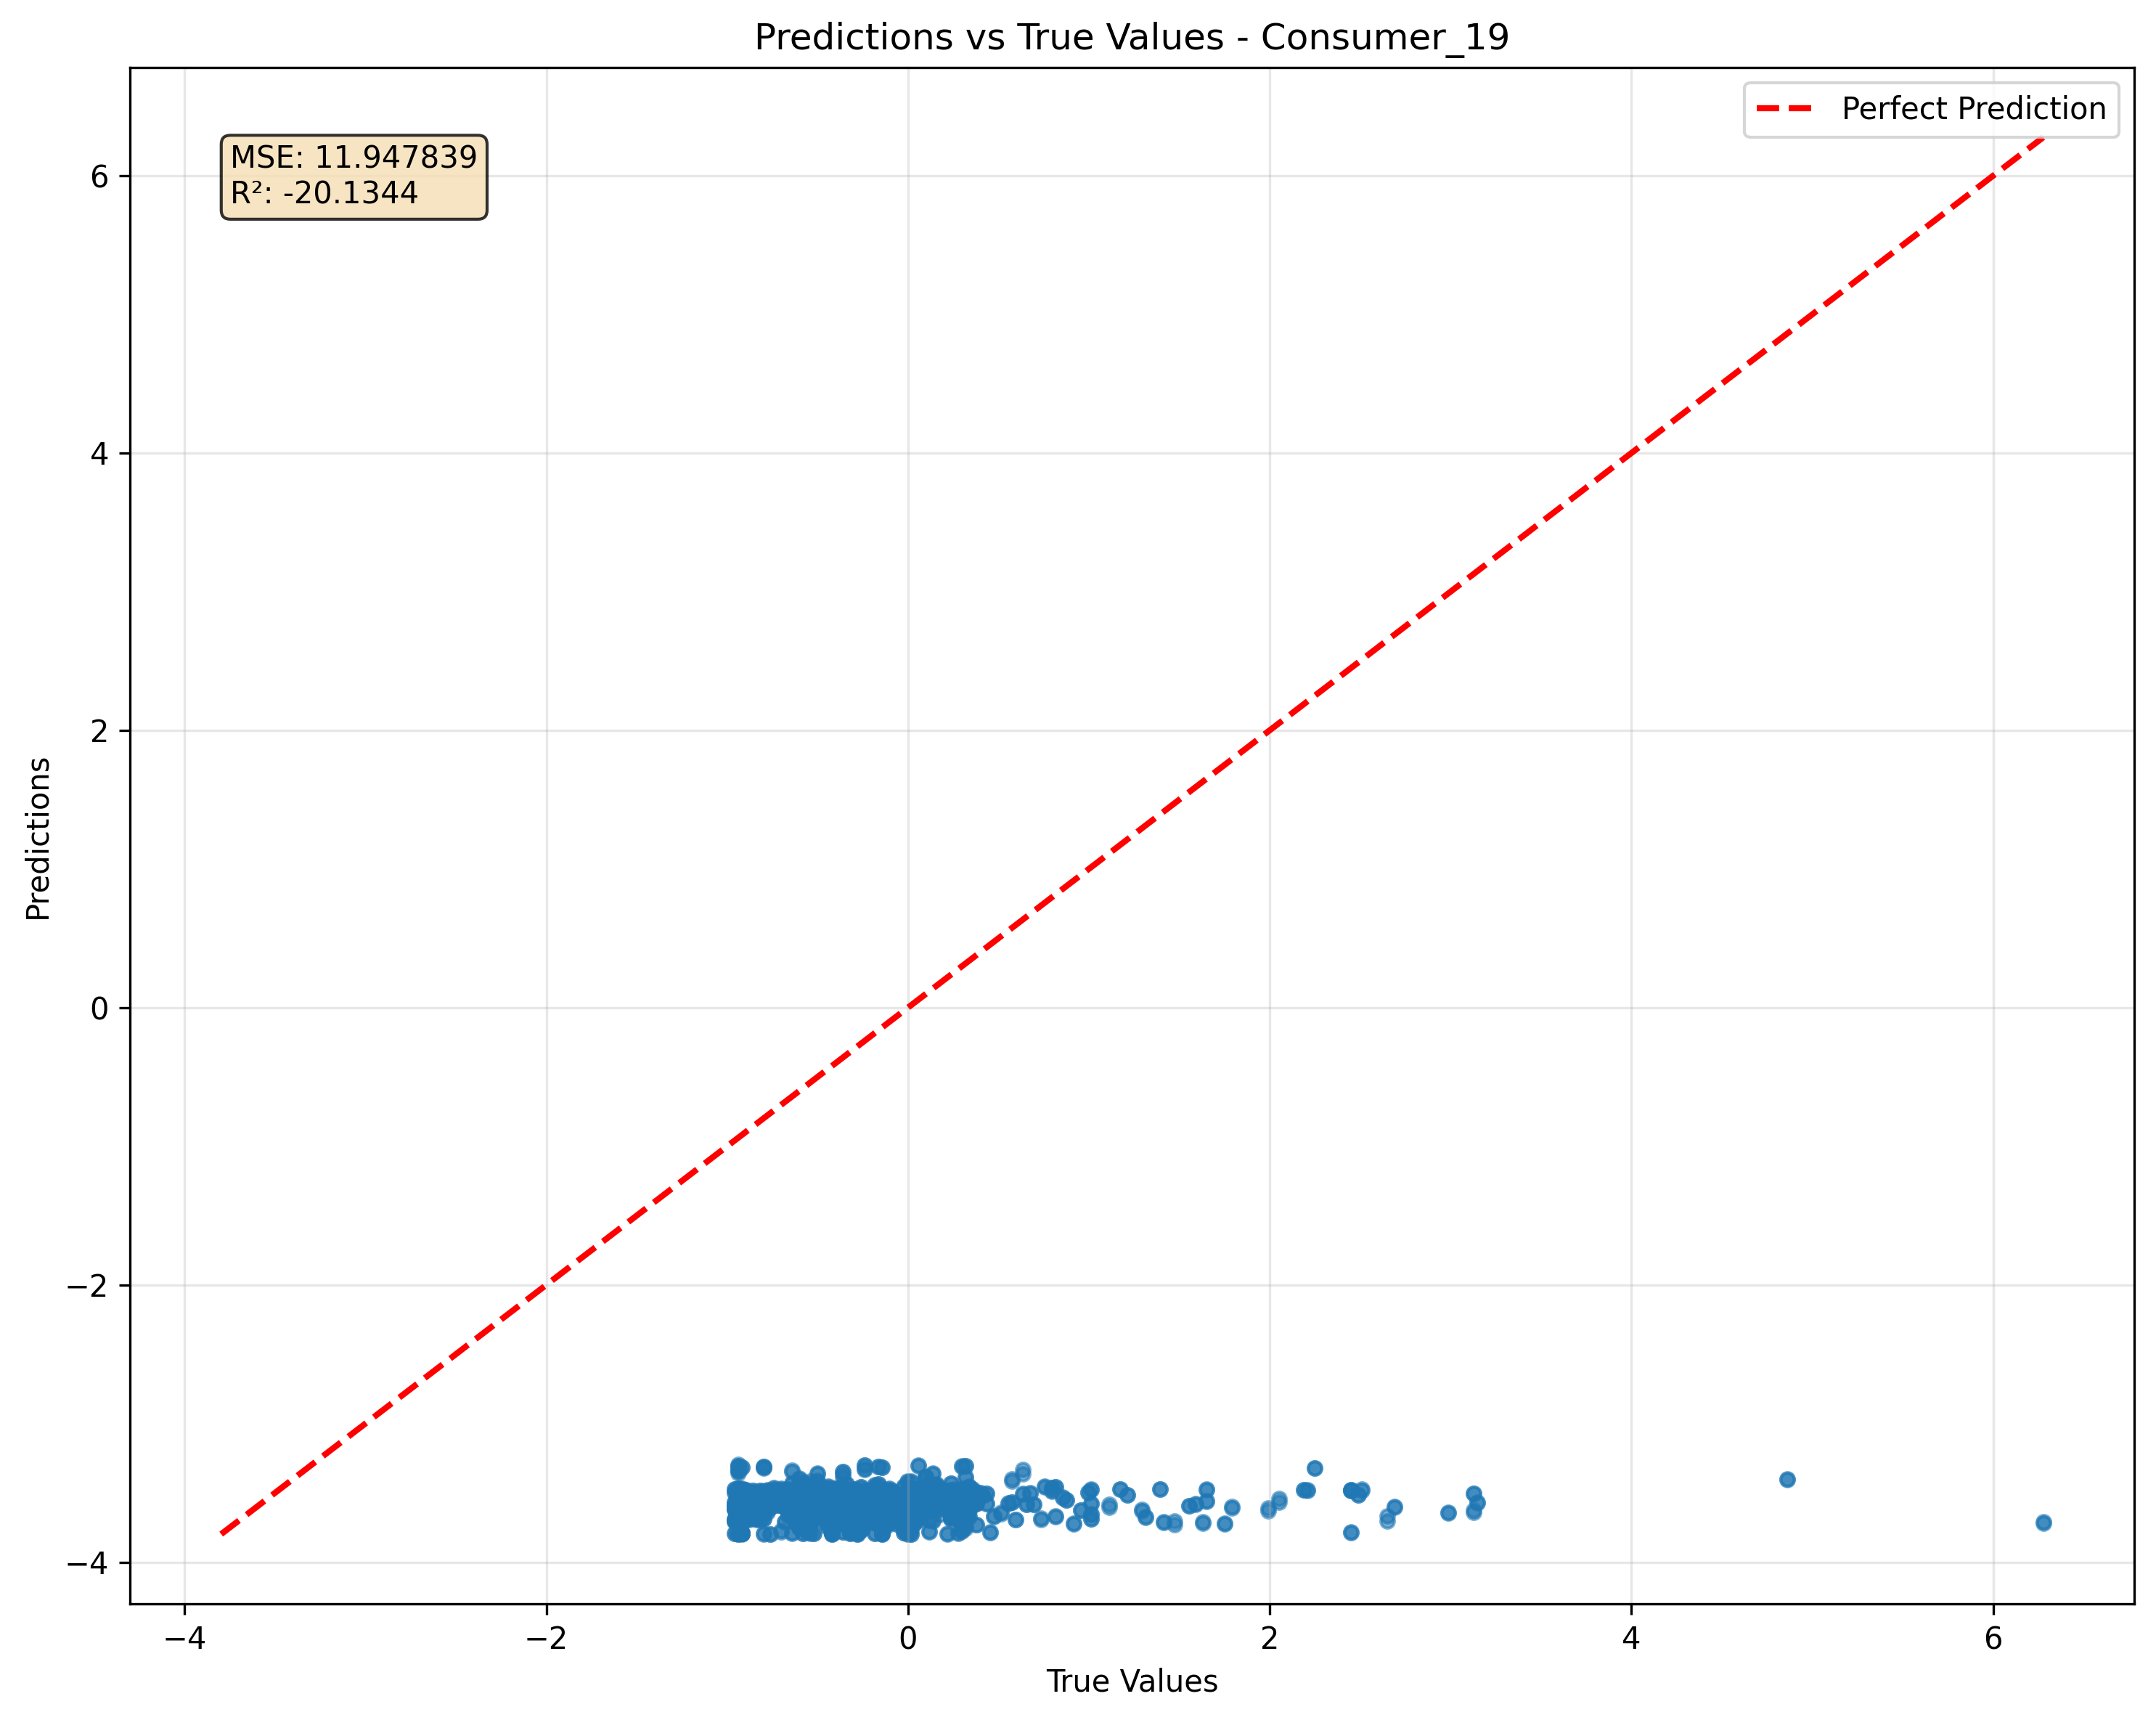 Predictions vs True Values - Consumer_19
Perfect Prediction
MSE: 11.947839
R²: -20.1344
6
4
2
0
−2
−4
Predictions
−4
−2
0
2
4
6
True Values